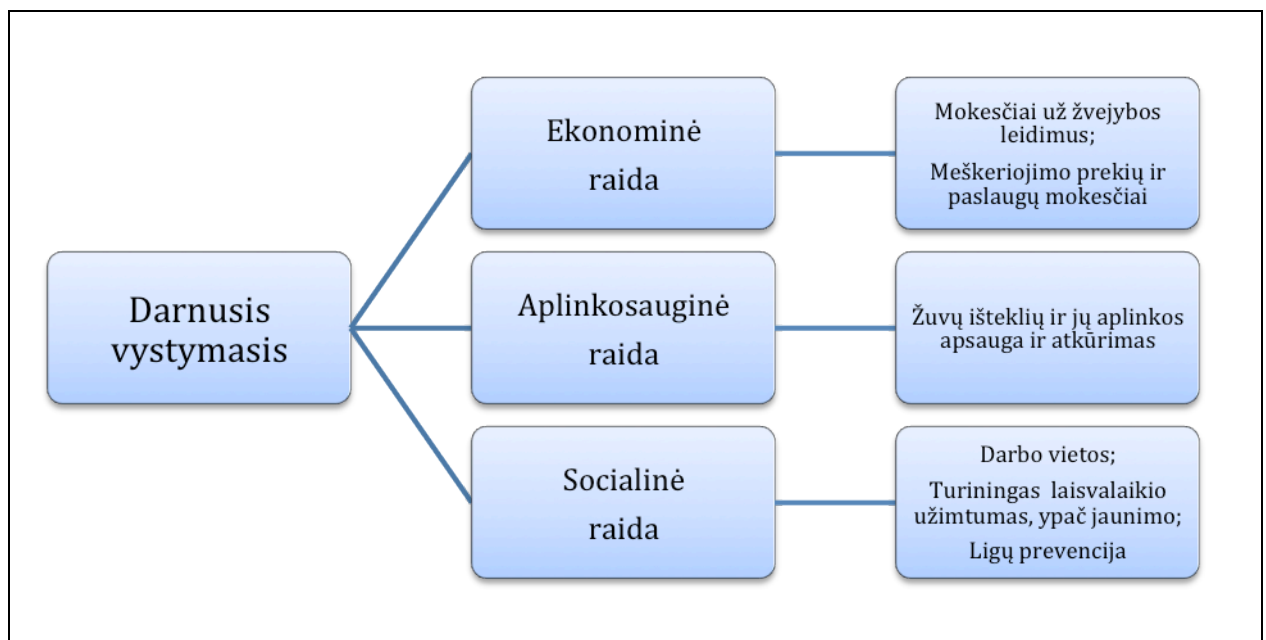 Darnusis
vystymasis
Ekonominė
raida
Mokesčiai už žvejybos
leidimus;
Meškeriojimo prekių ir
paslaugų mokesčiai
Aplinkosauginė
raida
Žuvų išteklių ir jų aplinkos
apsauga ir atkūrimas
Socialinė
raida
Darbo vietos;
Turiningas laisvalaikio
užimtumas, ypač jaunimo;
Ligų prevencija